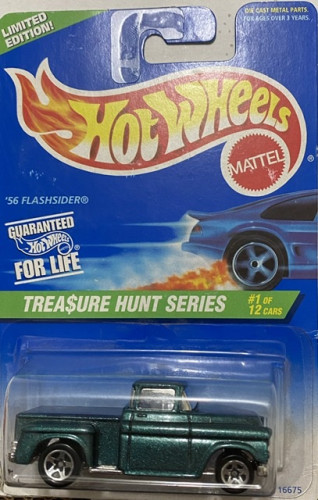 LIMITED
EDITION!
DIE CAST METAL PARTS.
FOR AGES OVER 3 YEARS.
HOT WHEELS
MATTEL
'56 FLASHSIDER®
GUARANTEED
Hot Wheels
FOR LIFE
TREA$URE HUNT SERIES
#1 OF
12 CARS
16675